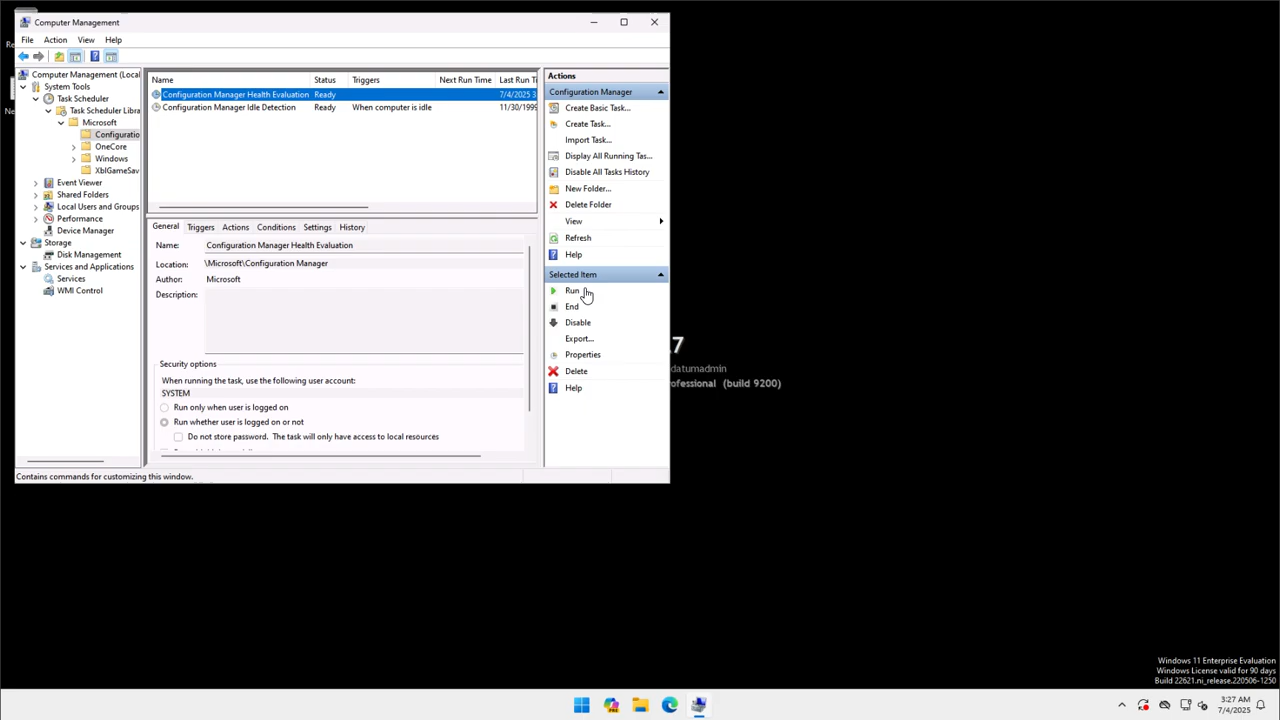 Computer Management
File Action View Help
Computer Management (Local
System Tools
Task Scheduler
Task Scheduler Libra
Microsoft
Configuratio
OneCore
Windows
XblGameSav
Event Viewer
Shared Folders
Local Users and Groups
Performance
Device Manager
Storage
Disk Management
Services and Applications
Services
WMI Control
Name Status Triggers Next Run Time Last Run Ti
Configuration Manager Health Evaluation Ready 7/4/2025 3:
Configuration Manager Idle Detection Ready When computer is idle 11/30/1999
General Triggers Actions Conditions Settings History
Name: Configuration Manager Health Evaluation
Location: \Microsoft\Configuration Manager
Author: Microsoft
Description:
Security options
When running the task, use the following user account:
SYSTEM
Run only when user is logged on
Run whether user is logged on or not
Do not store password. The task will only have access to local resources
Actions
Configuration Manager
Create Basic Task...
Create Task...
Import Task...
Display All Running Tas...
Disable All Tasks History
New Folder...
Delete Folder
View
Refresh
Help
Selected Item
Run
End
Disable
Export...
Properties
Delete
Help
Contains commands for customizing this window.
7
datumadmin
rofessional (build 9200)
Windows 11 Enterprise Evaluation
Windows License valid for 90 days
Build 22621.ni_release.220506-1250
3:27 AM
7/4/2025